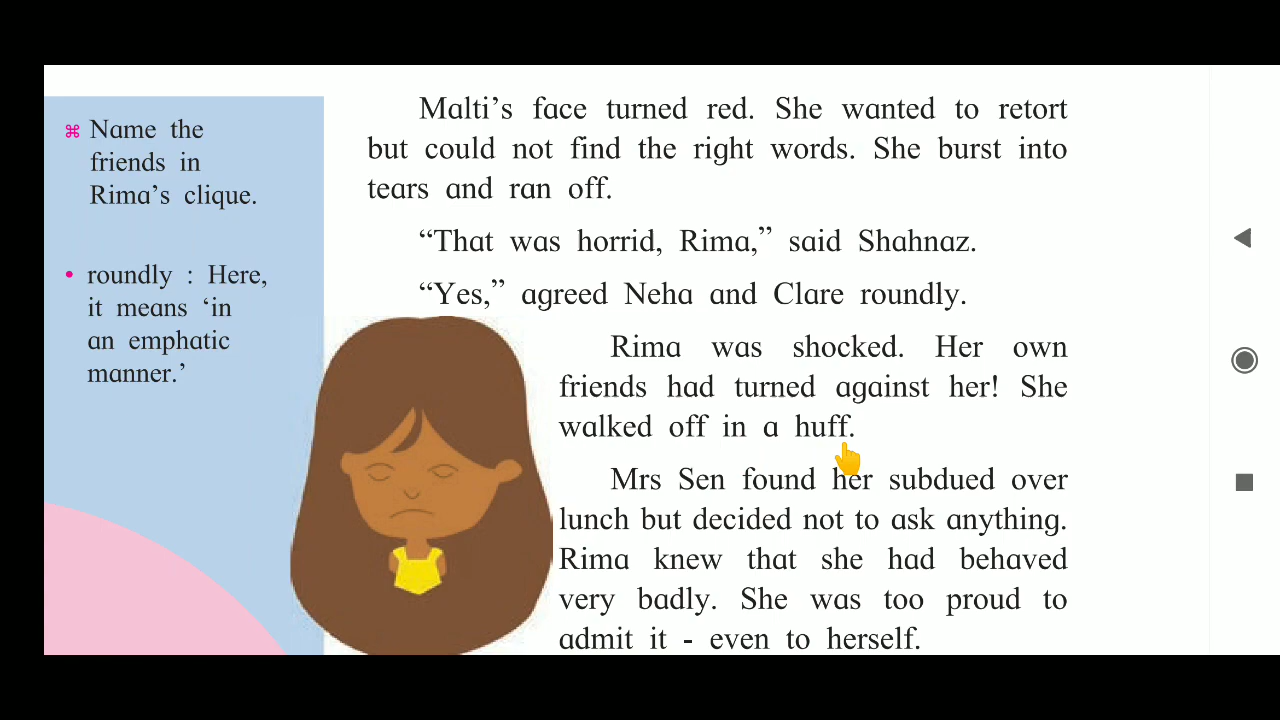 ⌘ Name the
friends in
Rima's clique.
• roundly : Here,
it means ‘in
an emphatic
manner.’
Malti's face turned red. She wanted to retort
but could not find the right words. She burst into
tears and ran off.
“That was horrid, Rima,” said Shahnaz.
“Yes,” agreed Neha and Clare roundly.
Rima was shocked. Her own
friends had turned against her! She
walked off in a huff.
Mrs Sen found her subdued over
lunch but decided not to ask anything.
Rima knew that she had behaved
very badly. She was too proud to
admit it - even to herself.